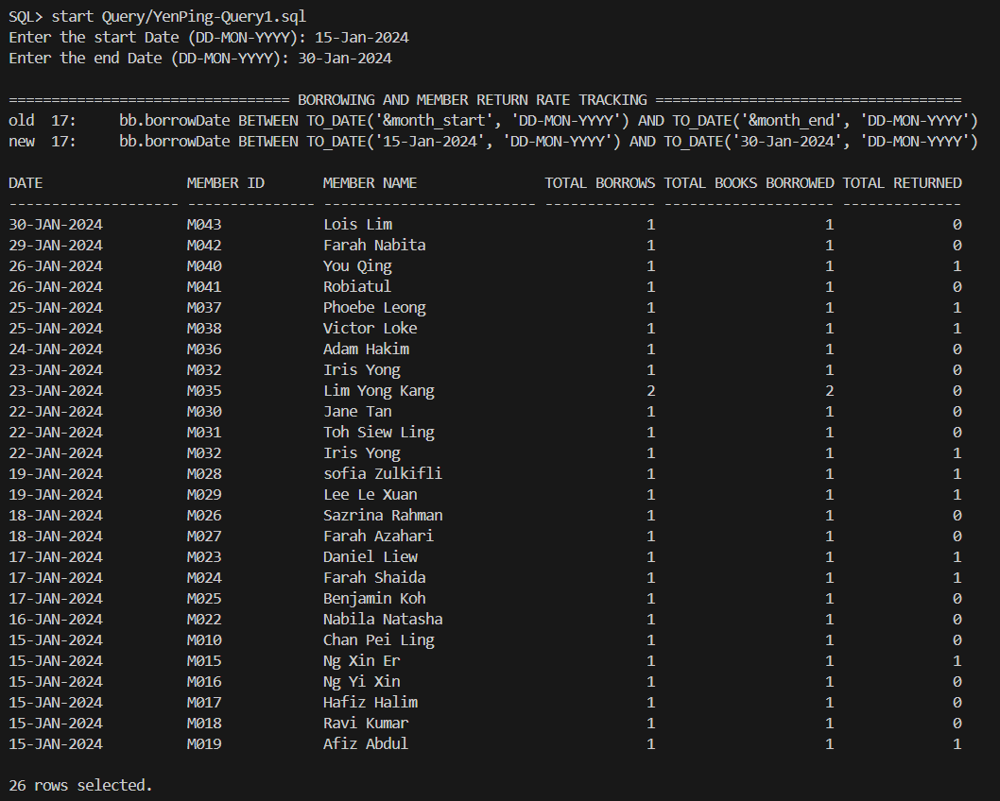 SQL> start Query/YenPing-Query1.sql
Enter the start Date (DD-MON-YYYY): 15-Jan-2024
Enter the end Date (DD-MON-YYYY): 30-Jan-2024
================================= BORROWING AND MEMBER RETURN RATE TRACKING ====================================
old  17:     bb.borrowDate BETWEEN TO_DATE('&month_start', 'DD-MON-YYYY') AND TO_DATE('&month_end', 'DD-MON-YYYY')
new  17:     bb.borrowDate BETWEEN TO_DATE('15-Jan-2024', 'DD-MON-YYYY') AND TO_DATE('30-Jan-2024', 'DD-MON-YYYY')
DATE                 MEMBER ID       MEMBER NAME               TOTAL BORROWS TOTAL BOOKS BORROWED TOTAL RETURNED
-------------------- --------------- ------------------------- ------------- -------------------- --------------
30-JAN-2024          M043            Lois Lim                              1                    1              0
29-JAN-2024          M042            Farah Nabita                          1                    1              0
26-JAN-2024          M040            You Qing                              1                    1              1
26-JAN-2024          M041            Robiatul                              1                    1              0
25-JAN-2024          M037            Phoebe Leong                          1                    1              1
25-JAN-2024          M038            Victor Loke                           1                    1              1
24-JAN-2024          M036            Adam Hakim                            1                    1              0
23-JAN-2024          M032            Iris Yong                             1                    1              0
23-JAN-2024          M035            Lim Yong Kang                         2                    2              0
22-JAN-2024          M030            Jane Tan                              1                    1              0
22-JAN-2024          M031            Toh Siew Ling                         1                    1              0
22-JAN-2024          M032            Iris Yong                             1                    1              1
19-JAN-2024          M028            sofia Zulkifli                        1                    1              1
19-JAN-2024          M029            Lee Le Xuan                           1                    1              1
18-JAN-2024          M026            Sazrina Rahman                        1                    1              0
18-JAN-2024          M027            Farah Azahari                         1                    1              0
17-JAN-2024          M023            Daniel Liew                           1                    1              1
17-JAN-2024          M024            Farah Shaida                          1                    1              1
17-JAN-2024          M025            Benjamin Koh                          1                    1              0
16-JAN-2024          M022            Nabila Natasha                        1                    1              0
15-JAN-2024          M010            Chan Pei Ling                         1                    1              0
15-JAN-2024          M015            Ng Xin Er                             1                    1              1
15-JAN-2024          M016            Ng Yi Xin                             1                    1              0
15-JAN-2024          M017            Hafiz Halim                           1                    1              0
15-JAN-2024          M018            Ravi Kumar                            1                    1              0
15-JAN-2024          M019            Afiz Abdul                            1                    1              1
26 rows selected.